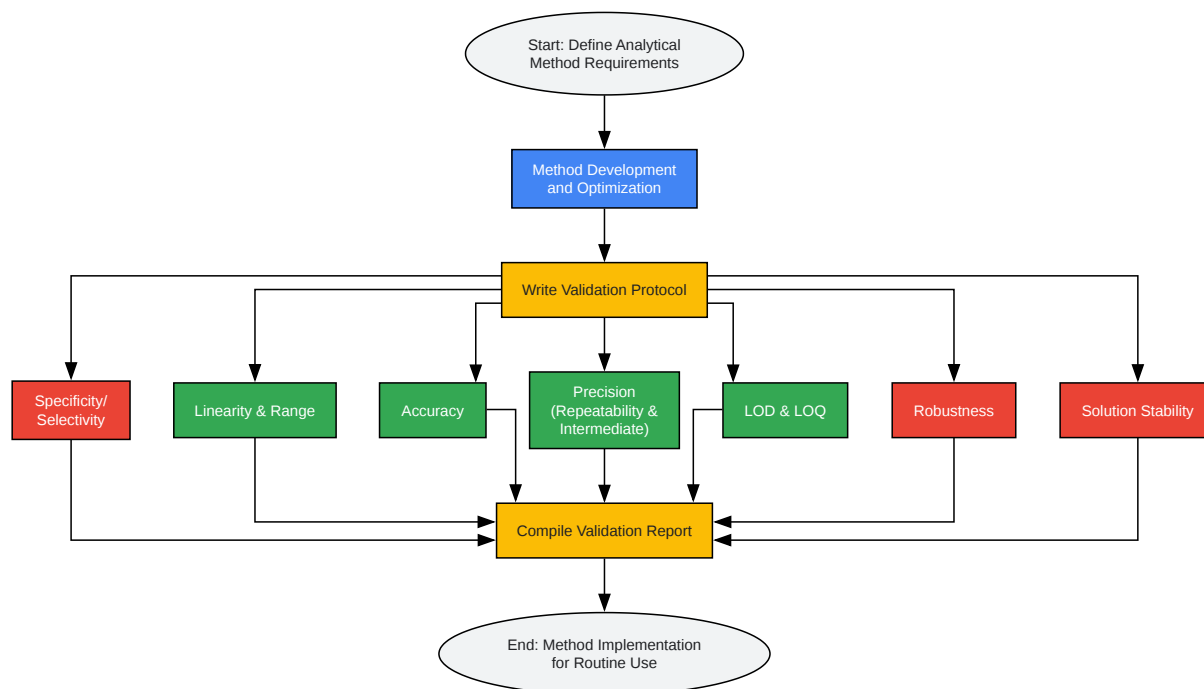 Start: Define Analytical
Method Requirements
Method Development
and Optimization
Write Validation Protocol
Specificity/
Selectivity
Linearity & Range
Accuracy
Precision
(Repeatability &
Intermediate)
LOD & LOQ
Robustness
Solution Stability
Compile Validation Report
End: Method Implementation
for Routine Use